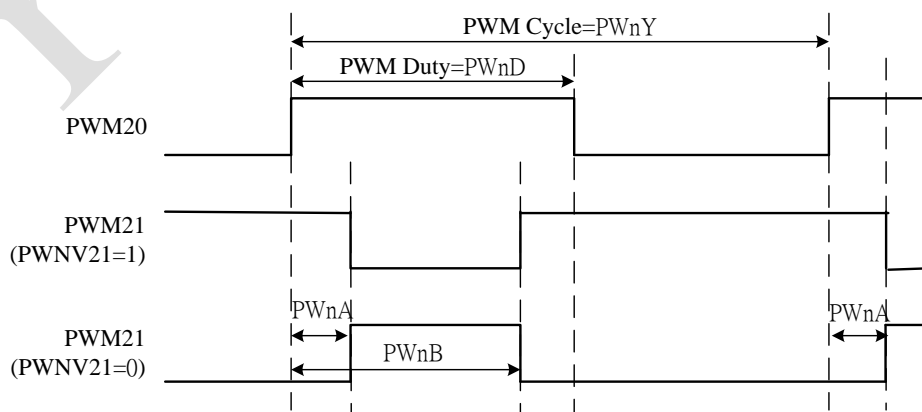 PWM Cycle=PWnY
PWM Duty=PWnD
PWM20
PWM21
(PWNV21=1)
PWnA
PWnA
PWM21
(PWNV21=0)
PWnB